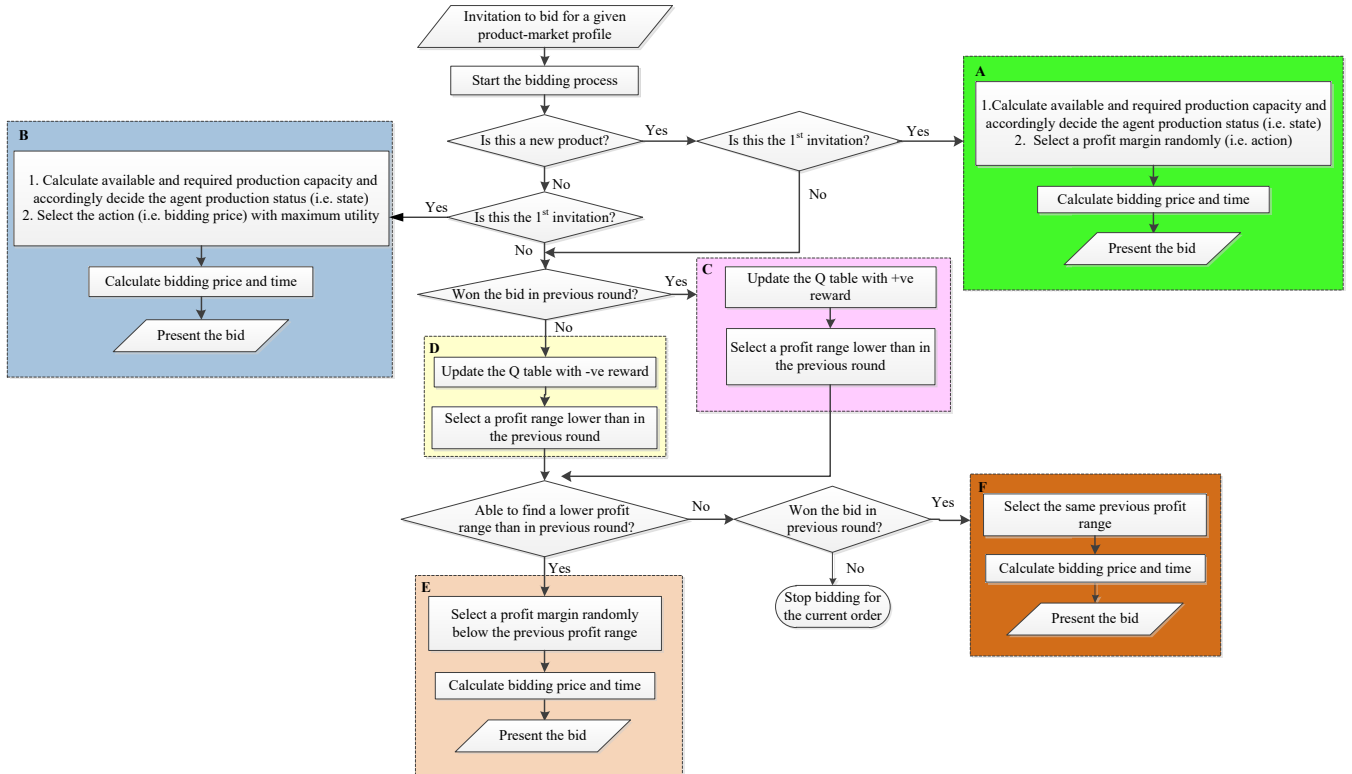 Invitation to bid for a given
product-market profile
Start the bidding process
Is this a new product?
Yes
Is this the 1st invitation?
Yes
No
No
A
1.Calculate available and required production capacity and
accordingly decide the agent production status (i.e. state)
2. Select a profit margin randomly (i.e. action)
Calculate bidding price and time
Present the bid
B
1. Calculate available and required production capacity and
accordingly decide the agent production status (i.e. state)
2. Select the action (i.e. bidding price) with maximum utility
Calculate bidding price and time
Present the bid
Yes
Is this the 1st invitation?
No
Won the bid in previous round?
Yes
No
C
Update the Q table with +ve
reward
Select a profit range lower than in
the previous round
D
Update the Q table with -ve reward
Select a profit range lower than in
the previous round
Able to find a lower profit
range than in previous round?
No
Won the bid in
previous round?
Yes
Yes
No
Stop bidding for
the current order
E
Select a profit margin randomly
below the previous profit range
Calculate bidding price and time
Present the bid
F
Select the same previous profit
range
Calculate bidding price and time
Present the bid